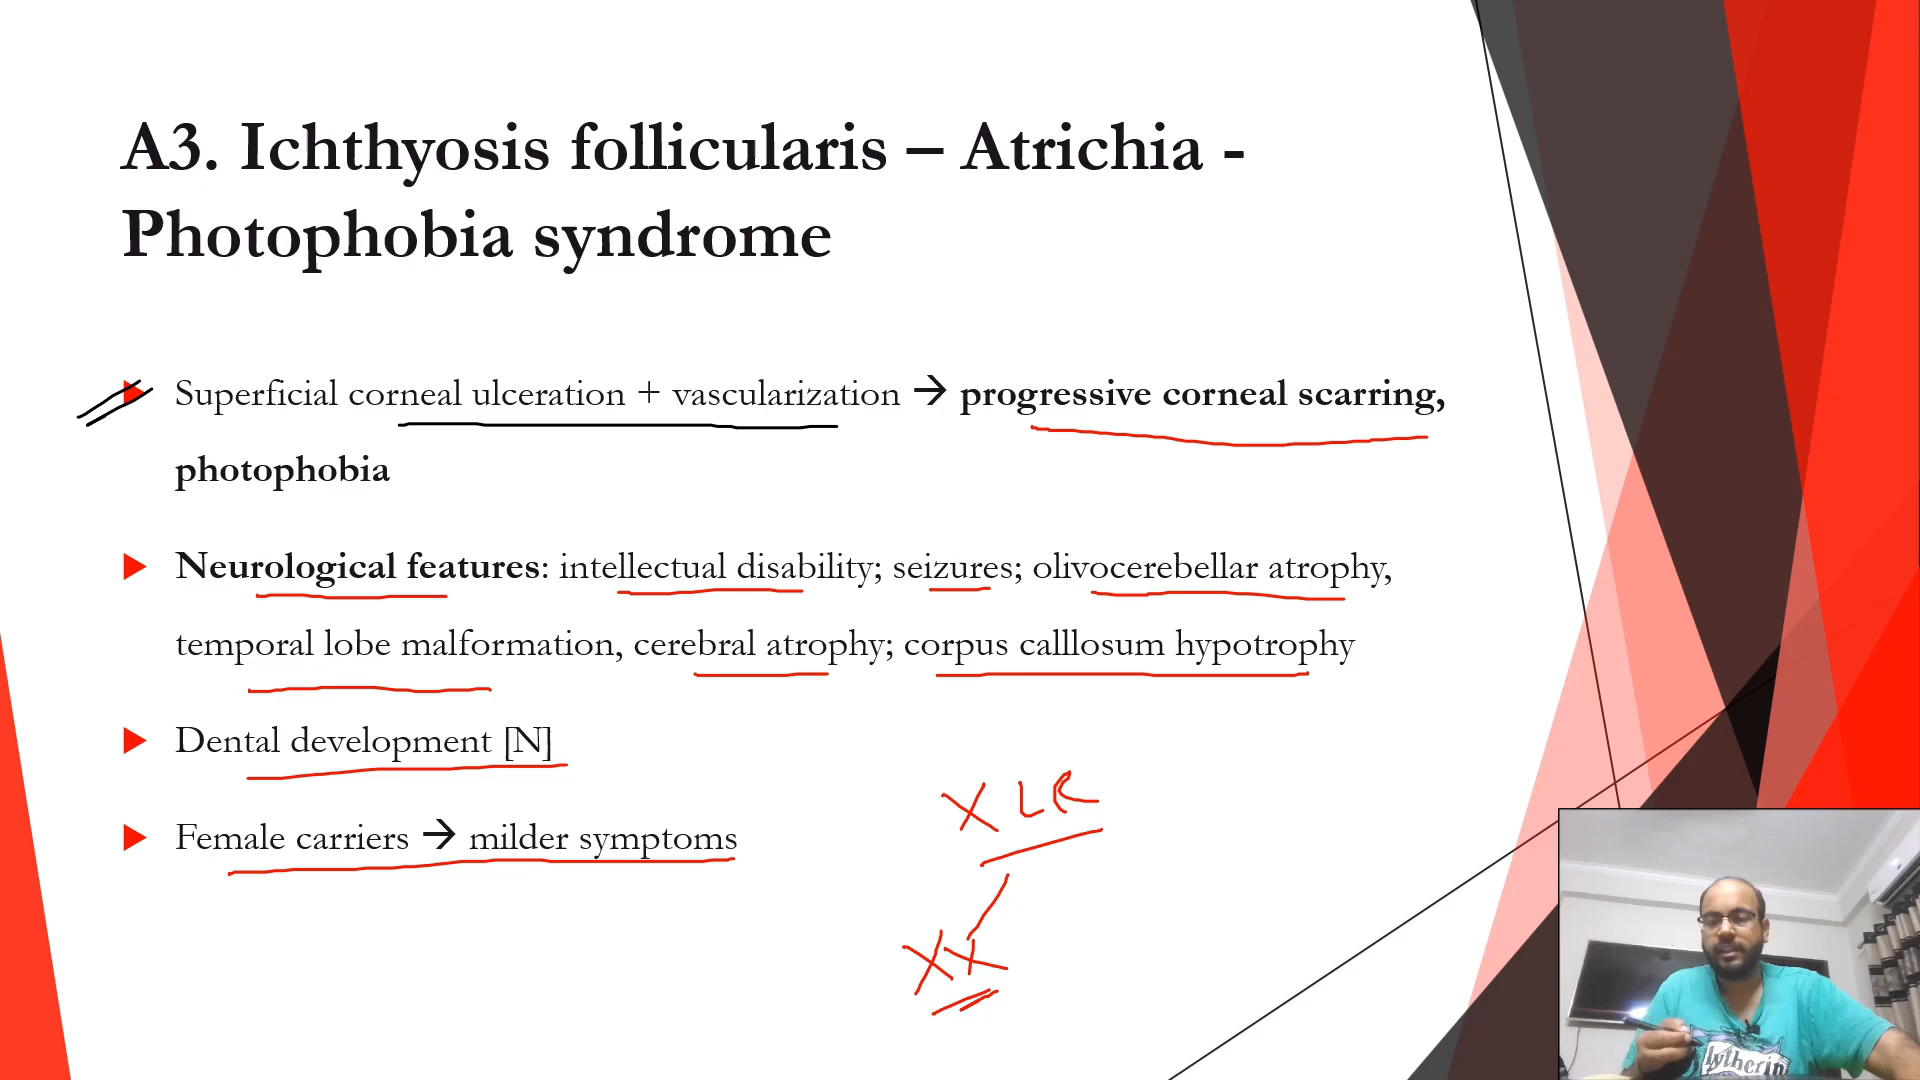 A3. Ichthyosis follicularis – Atrichia -
Photophobia syndrome
Superficial corneal ulceration + vascularization → progressive corneal scarring,
photophobia
Neurological features: intellectual disability; seizures; olivocerebellar atrophy,
temporal lobe malformation, cerebral atrophy; corpus calllosum hypotrophy
Dental development [N]
Female carriers → milder symptoms
XLR
XX
lytherin